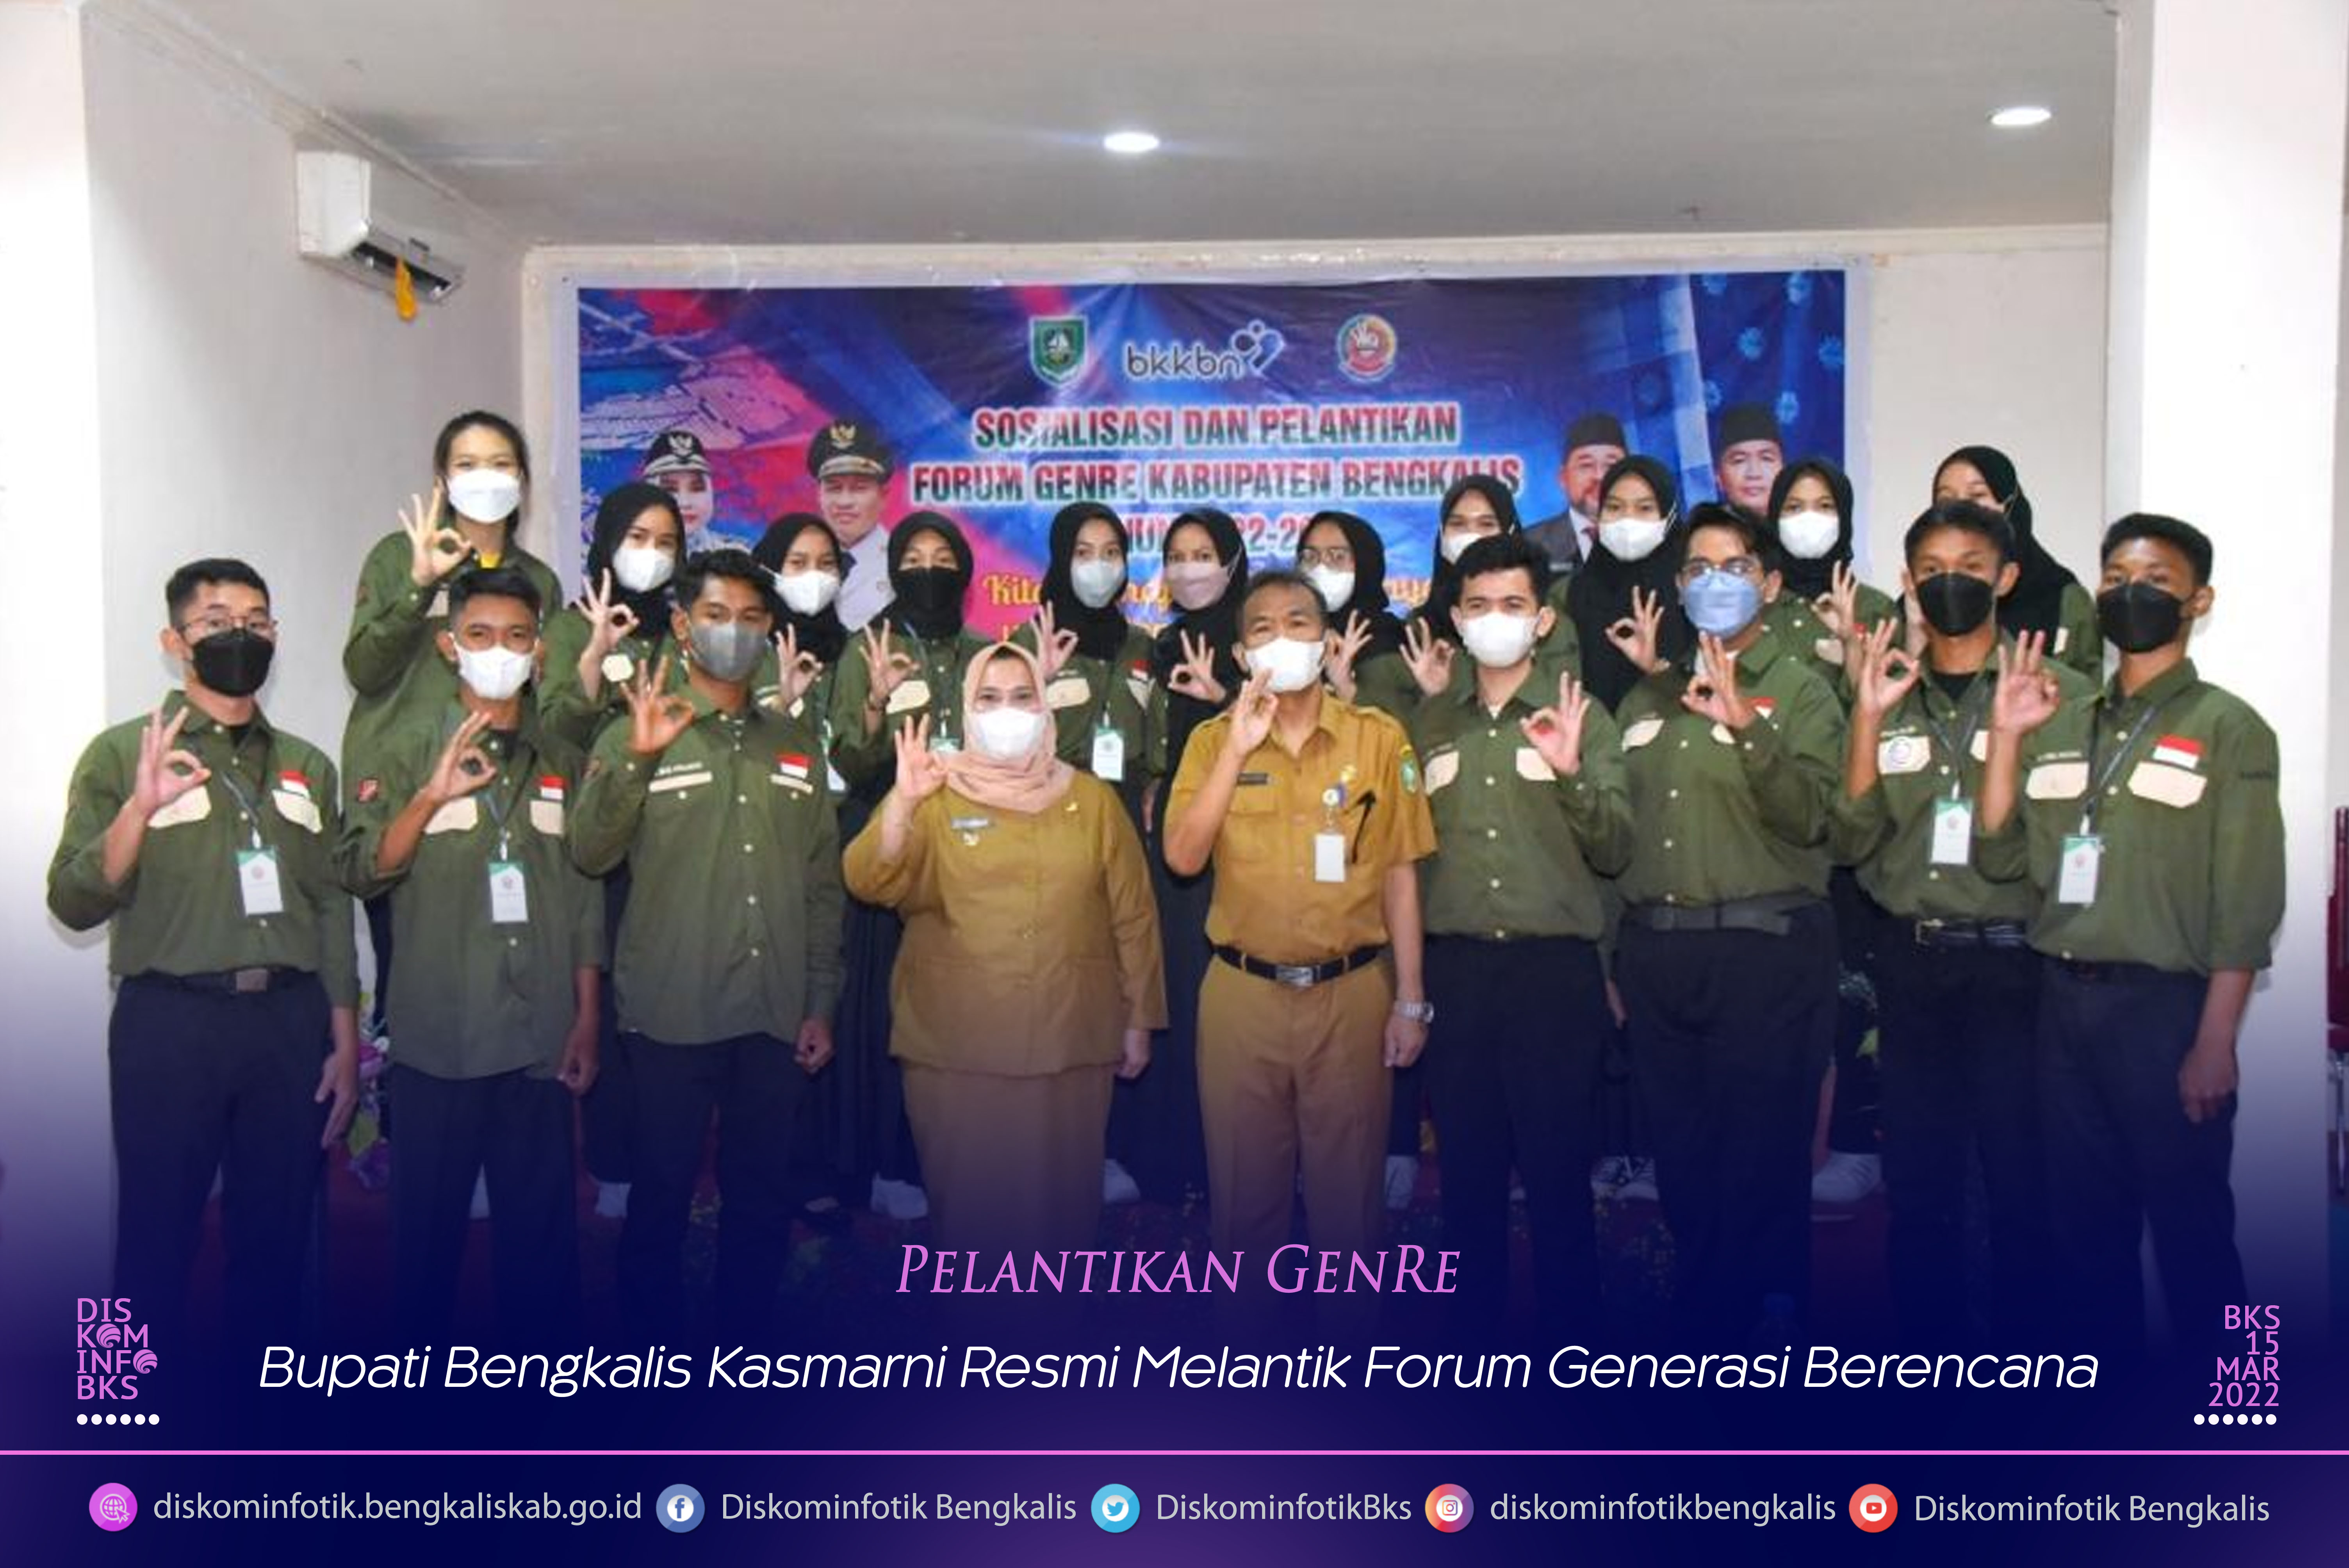 bkkbn
SOSIALISASI DAN PELANTIKAN
FORUM GENRE KABUPATEN BENGKALIS
PELANTIKAN GENRE
Bupati Bengkalis Kasmarni Resmi Melantik Forum Generasi Berencana
DIS
KOM
INFO
BKS
BKS
15
MAR
2022
diskominfotik.bengkaliskab.go.id
Diskominfotik Bengkalis
DiskominfotikBks
diskominfotikbengkalis
Diskominfotik Bengkalis